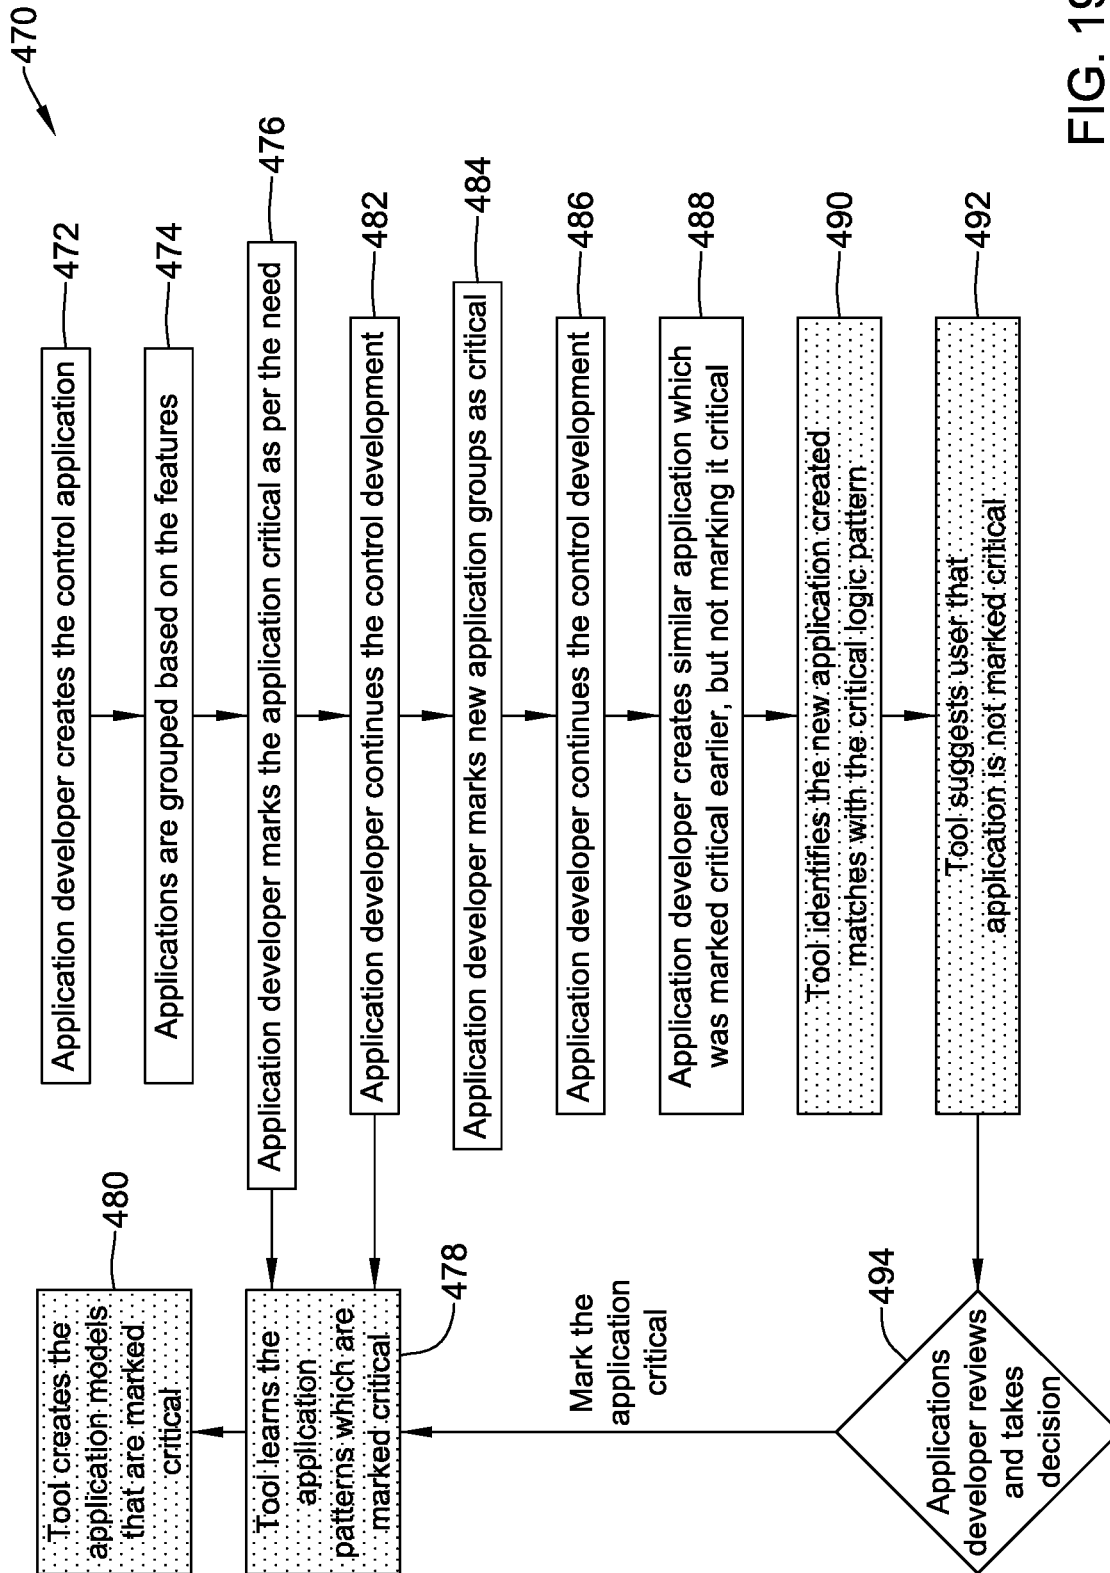 470
Application developer creates the control application
472
Applications are grouped based on the features
474
Application developer marks the application critical as per the need
476
Application developer continues the control development
482
Application developer marks new application groups as critical
484
Application developer continues the control development
486
Application developer creates similar application which
was marked critical earlier, but not marking it critical
488
Tool identifies the new application created
matches with the critical logic pattern
490
Tool suggests user that
application is not marked critical
492
Tool creates the
application models
that are marked
critical
480
Tool learns the
application
patterns which are
marked critical
478
Mark the
application
critical
Applications
developer reviews
and takes
decision
494
FIG. 19